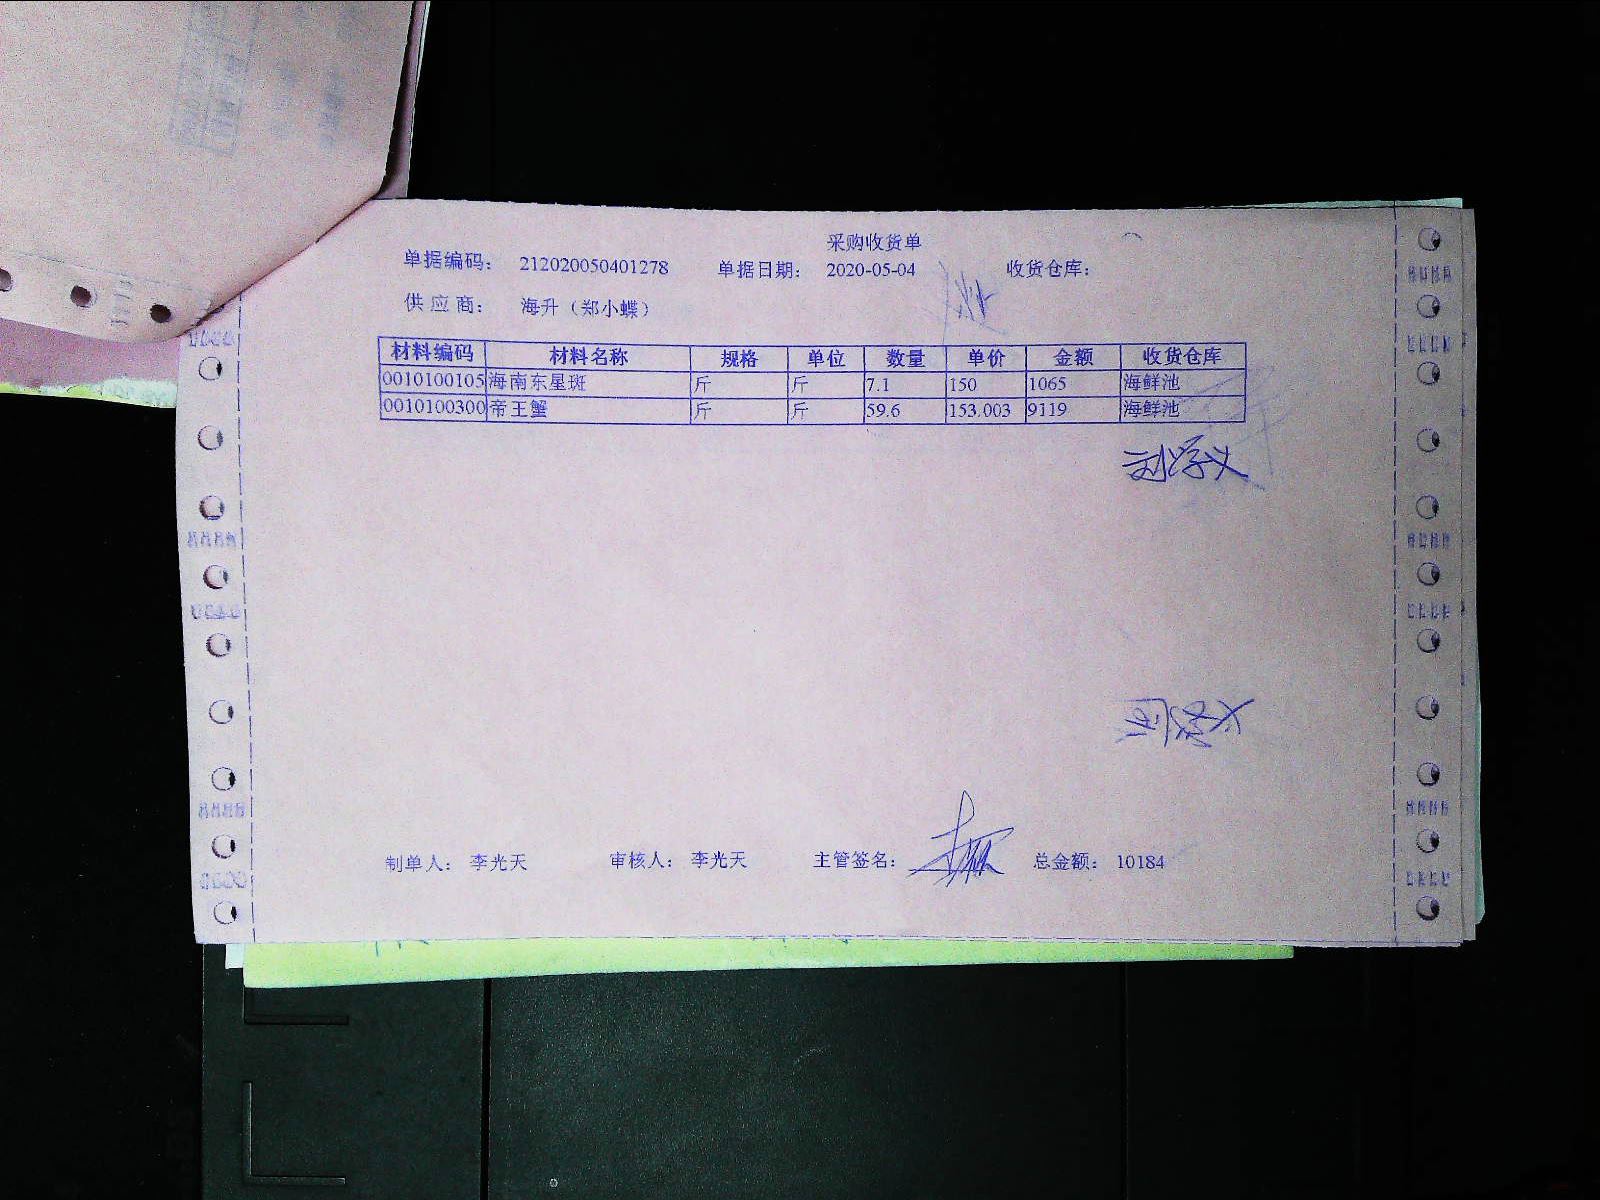 采购收货单
单据编码： 212020050401278 单据日期： 2020-05-04 收货仓库：
供 应 商： 海升（郑小蝶）
材料编码 材料名称 规格 单位 数量 单价 金额 收货仓库
0010100105 海南东星斑 斤 斤 7.1 150 1065 海鲜池
0010100300 帝王蟹 斤 斤 59.6 153.003 9119 海鲜池
刘学义
制单人： 李光天 审核人： 李光天 主管签名： 总金额： 10184